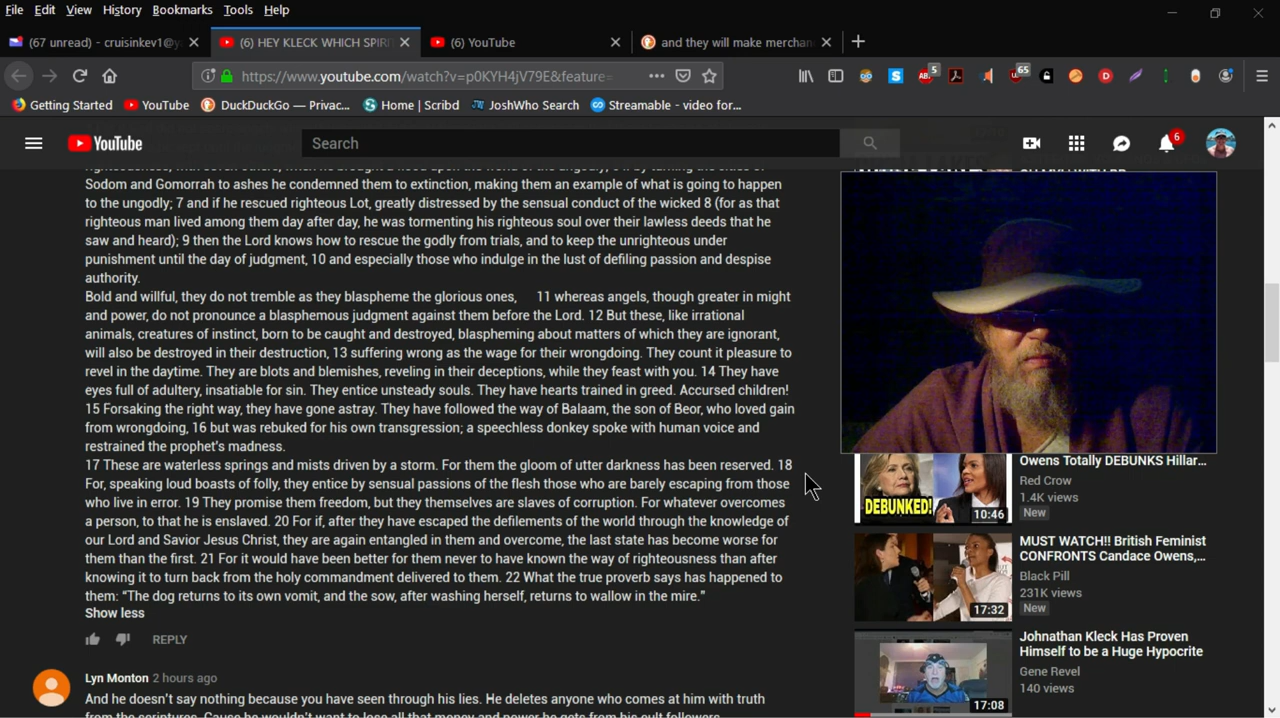 File Edit View History Bookmarks Tools Help
(67 unread) - cruisinkev1@y
(6) HEY KLECK WHICH SPIRI
(6) YouTube
and they will make merchan
https://www.youtube.com/watch?v=p0KYH4jV79E&feature=
5
65
Getting Started YouTube DuckDuckGo — Privac... Home | Scribd JoshWho Search Streamable - video for...
YouTube
Search
6
Sodom and Gomorrah to ashes he condemned them to extinction, making them an example of what is going to happen
to the ungody; 7 and if he rescued righteous Lot, greatly distressed by the sensual conduct of the wicked 8 (for as that
righteous man lived among them day after day, he was tormenting his righteous soul over their lawless deeds that he
saw and heard); 9 then the Lord knows how to rescue the godly from trials, and to keep the unrighteous under
punishment until the day of judgment, 10 and especially those who indulge in the lust of defiling passion and despise
authority.
Bold and willful, they do not tremble as they blaspheme the glorious ones, 11 whereas angels, though greater in might
and power, do not pronounce a blasphemous judgment against them before the Lord. 12 But these, like irrational
animals, creatures of instinct, born to be caught and destroyed, blaspheming about matters of which they are ignorant,
will also be destroyed in their destruction, 13 suffering wrong as the wage for their wrongdoing. They count it pleasure to
revel in the daytime. They are blots and blemishes, reveling in their deceptions, while they feast with you. 14 They have
eyes full of adultery, insatiable for sin. They entice unsteady souls. They have hearts trained in greed. Accursed children!
15 Forsaking the right way, they have gone astray. They have followed the way of Balaam, the son of Beor, who loved gain
from wrongdoing, 16 but was rebuked for his own transgression; a speechless donkey spoke with human voice and
restrained the prophet's madness.
17 These are waterless springs and mists driven by a storm. For them the gloom of utter darkness has been reserved. 18
For, speaking loud boasts of folly, they entice by sensual passions of the flesh those who are barely escaping from those
who live in error. 19 They promise them freedom, but they themselves are slaves of corruption. For whatever overcomes
a person, to that he is enslaved. 20 For if, after they have escaped the defilements of the world through the knowledge of
our Lord and Savior Jesus Christ, they are again entangled in them and overcome, the last state has become worse for
them than the first. 21 For it would have been better for them never to have known the way of righteousness than after
knowing it to turn back from the holy commandment delivered to them. 22 What the true proverb says has happened to
them: “The dog returns to its own vomit, and the sow, after washing herself, returns to wallow in the mire.”
Show less
REPLY
Lyn Monton 2 hours ago
And he doesn't say nothing because you have seen through his lies. He deletes anyone who comes at him with truth
from the scriptures. Cause he wouldn't want to lose all that money and power he gets from his cult followers
DEBUNKED!
10:46
Owens Totally DEBUNKS Hillar...
Red Crow
1.4K views
New
17:32
MUST WATCH!! British Feminist
CONFRONTS Candace Owens,...
Black Pill
231K views
New
17:08
Johnathan Kleck Has Proven
Himself to be a Huge Hypocrite
Gene Revel
140 views